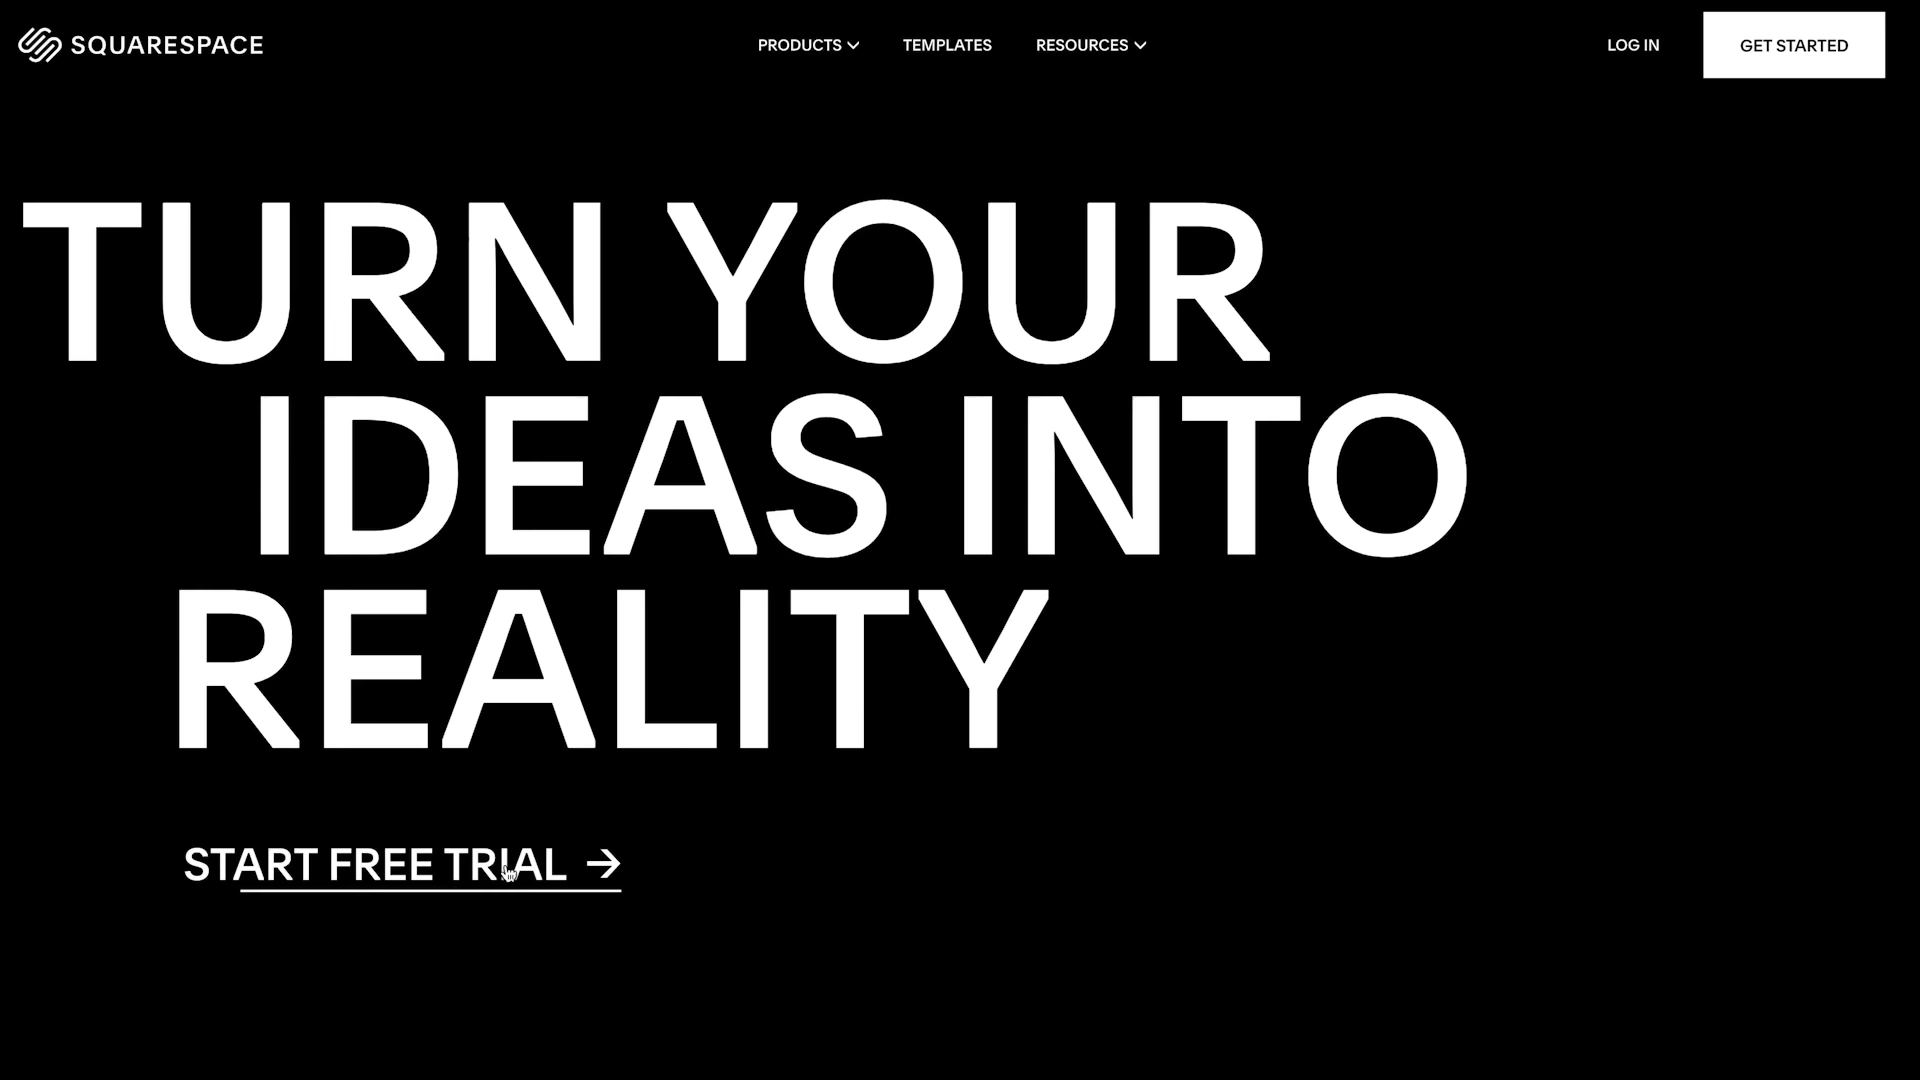 SQUARESPACE
PRODUCTS
TEMPLATES
RESOURCES
LOG IN
GET STARTED
TURN YOUR
IDEAS INTO
REALITY
START FREE TRIAL →